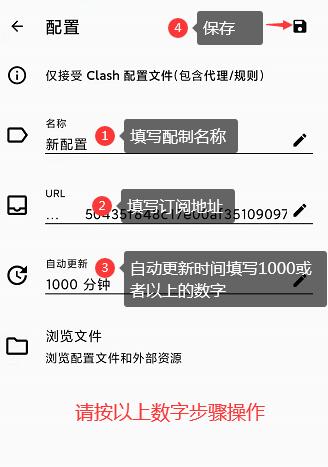 配置
4 保存
仅接受 Clash 配置文件(包含代理/规则)
名称
1 填写配制名称
新配置
URL
2 填写订阅地址
...
自动更新
3 自动更新时间填写1000或
者以上的数字
1000 分钟
浏览文件
浏览配置文件和外部资源
请按以上数字步骤操作